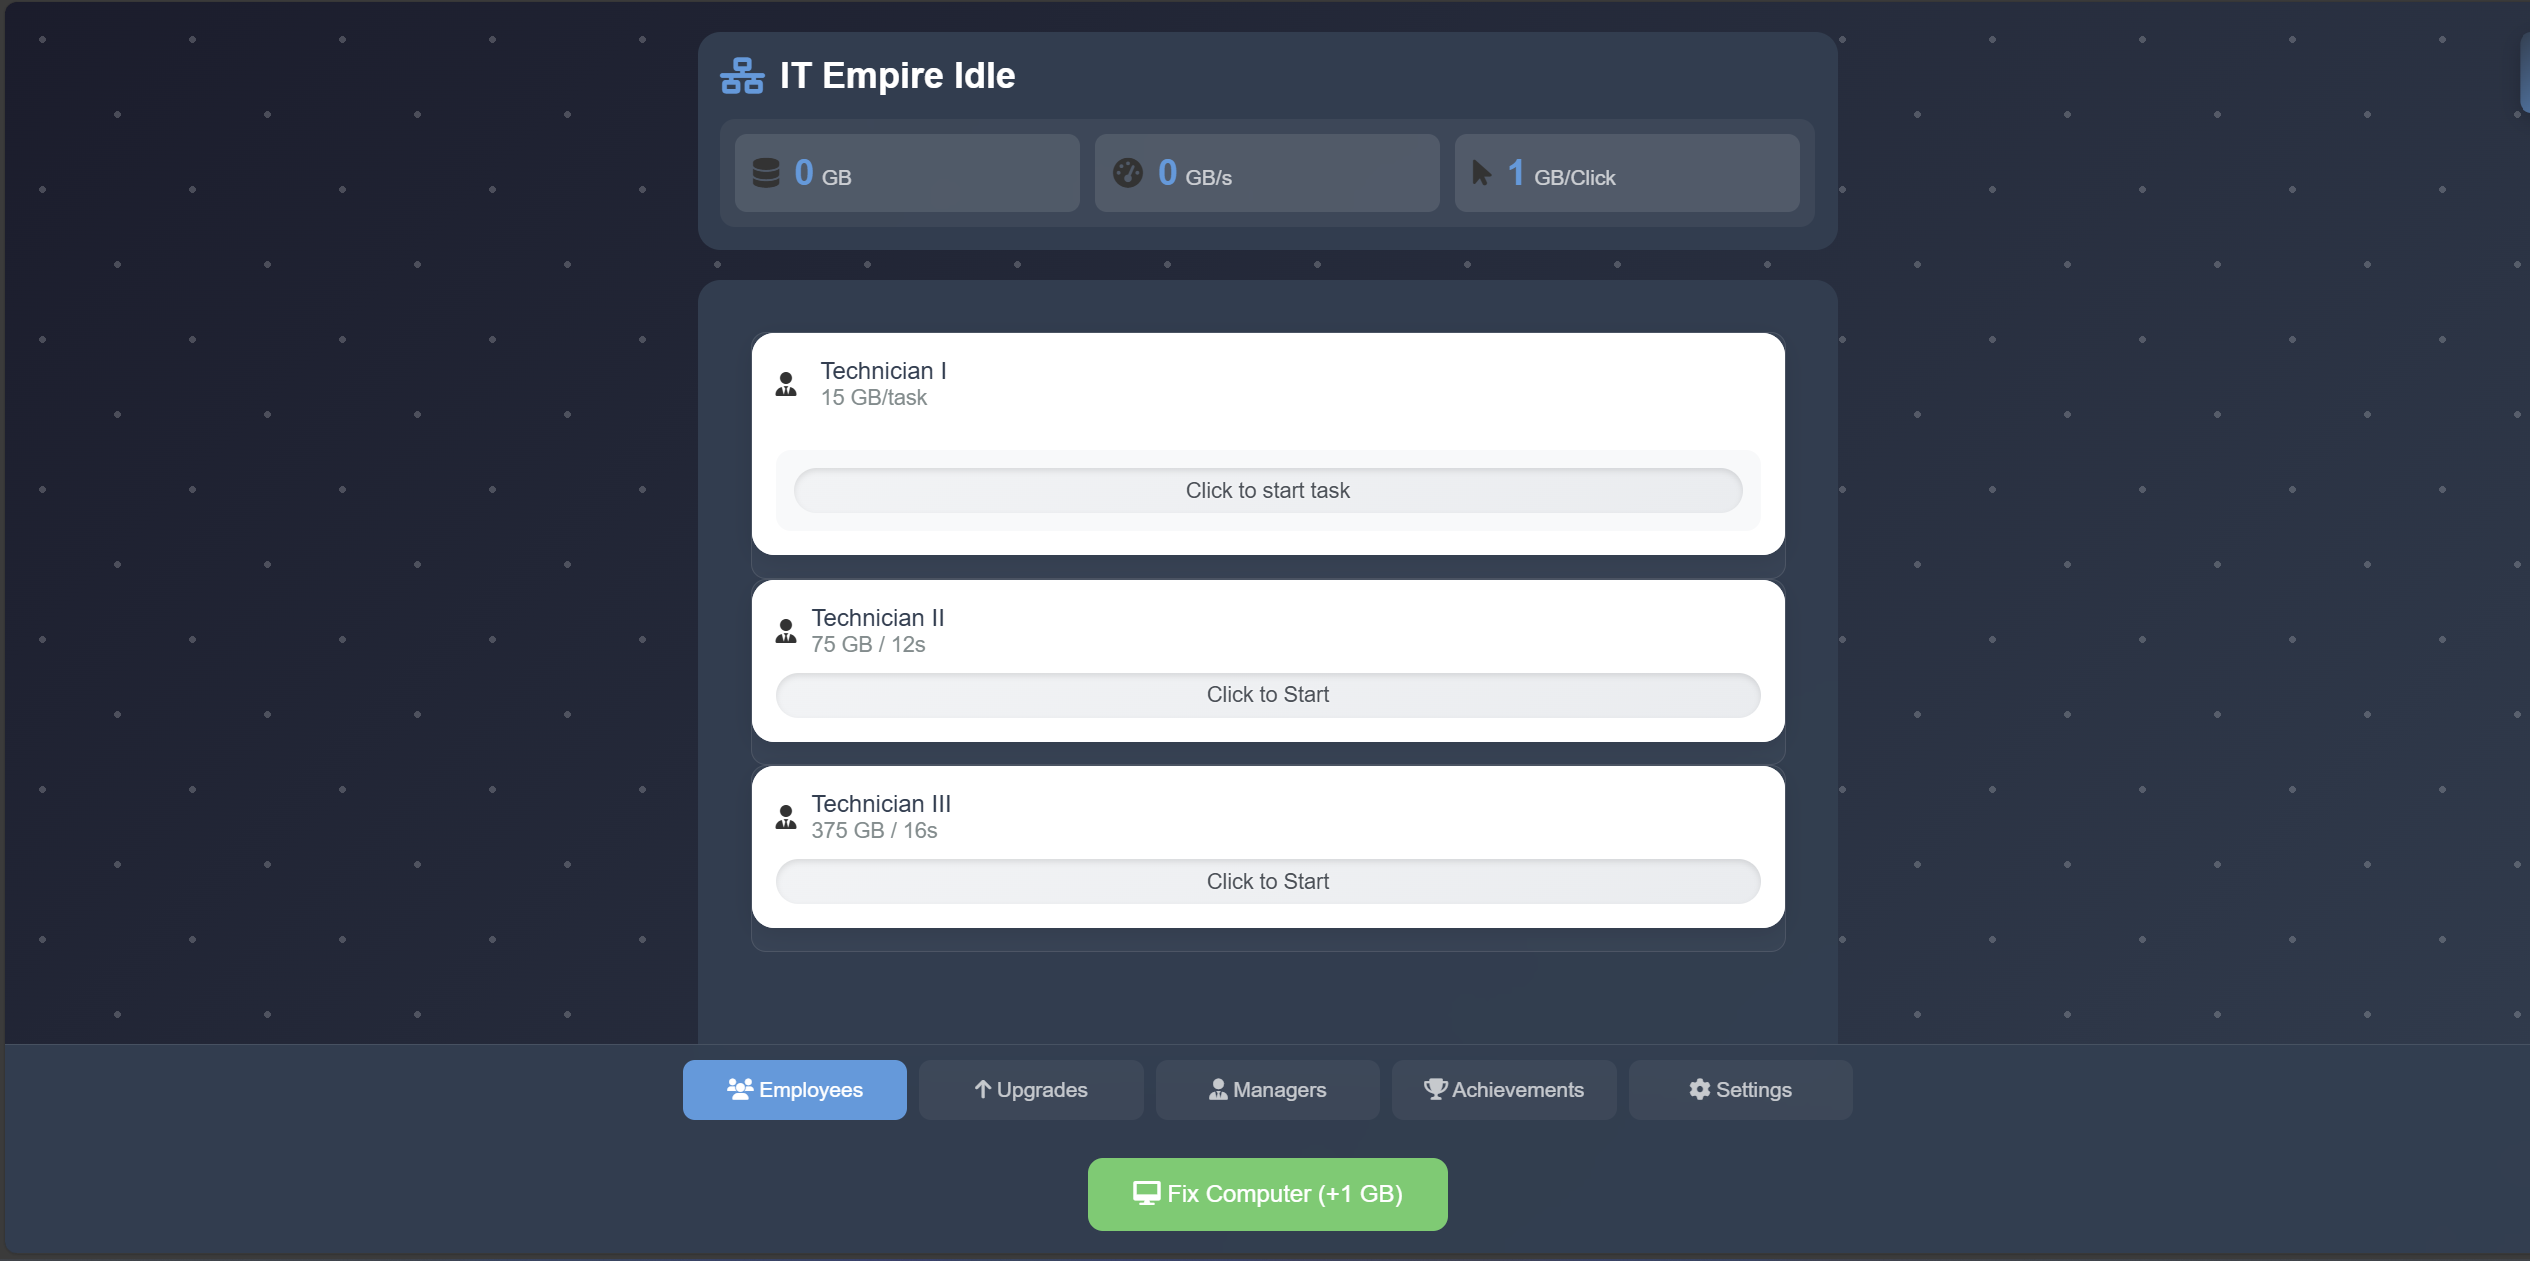 IT Empire Idle
0 GB
0 GB/s
1 GB/Click
Technician I
15 GB/task
Click to start task
Technician II
75 GB / 12s
Click to Start
Technician III
375 GB / 16s
Click to Start
Employees
Upgrades
Managers
Achievements
Settings
Fix Computer (+1 GB)